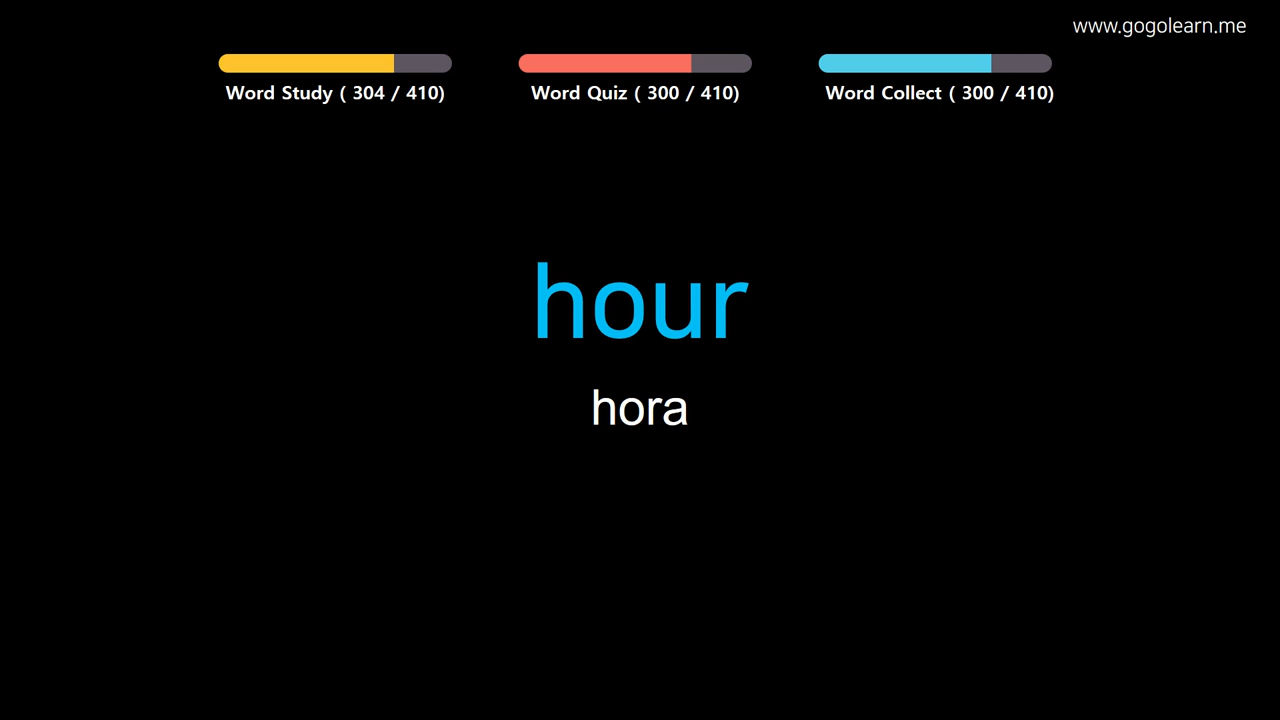 www.gogolearn.me
Word Study ( 304 / 410)
Word Quiz ( 300 / 410)
Word Collect ( 300 / 410)
hour
hora